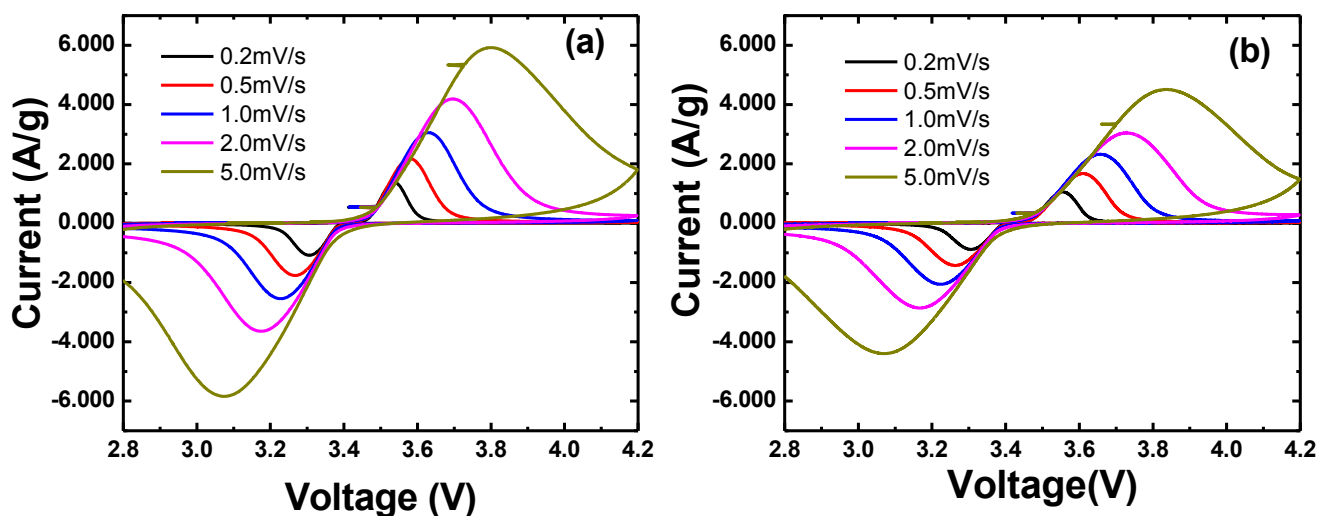 (a)
6.000
4.000
2.000
0.000
-2.000
-4.000
-6.000
Current (A/g)
0.2mV/s
0.5mV/s
1.0mV/s
2.0mV/s
5.0mV/s
2.8 3.0 3.2 3.4 3.6 3.8 4.0 4.2
Voltage (V)
(b)
6.000
4.000
2.000
0.000
-2.000
-4.000
-6.000
Current (A/g)
0.2mV/s
0.5mV/s
1.0mV/s
2.0mV/s
5.0mV/s
2.8 3.0 3.2 3.4 3.6 3.8 4.0 4.2
Voltage(V)